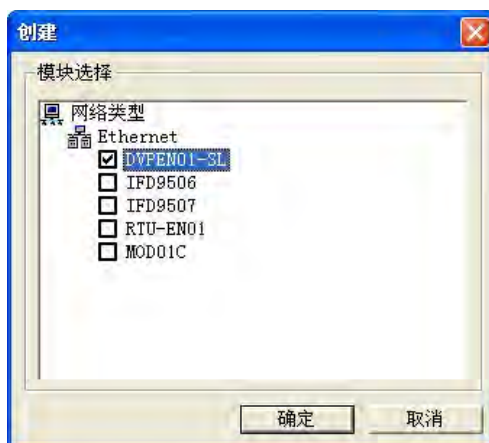 创建
模块选择
网络类型
Ethernet
DVPEN01-SL
IFD9506
IFD9507
RTU-EN01
MOD01C
确定 取消